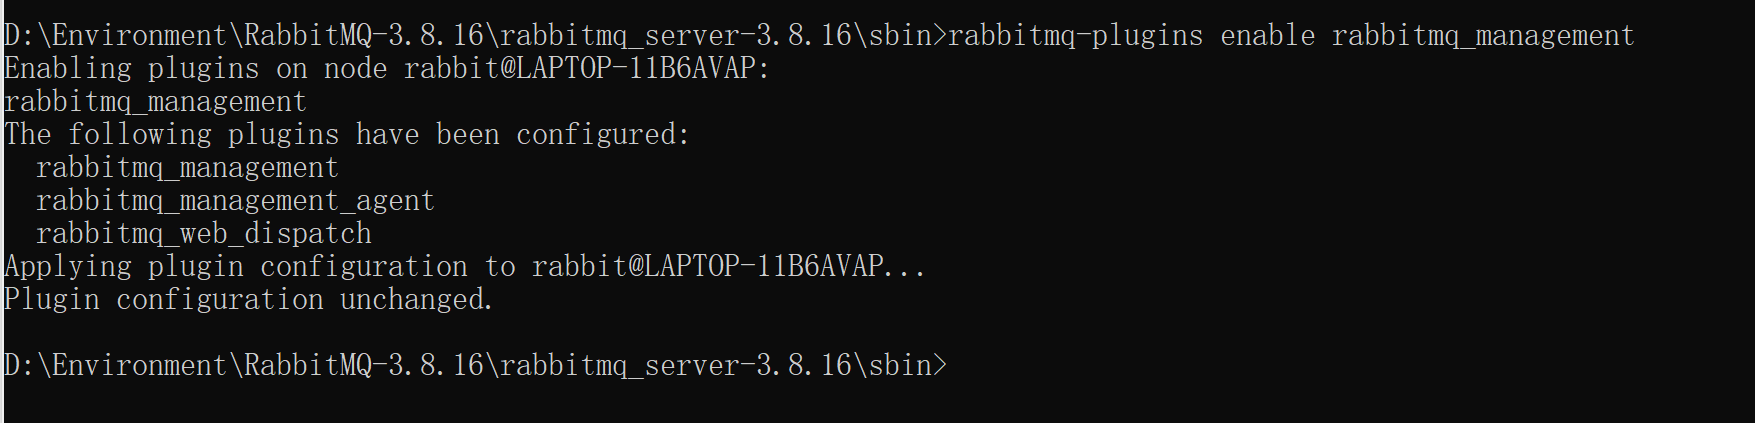 D:\Environment\RabbitMQ-3.8.16\rabbitmq_server-3.8.16\sbin>rabbitmq-plugins enable rabbitmq_management
Enabling plugins on node rabbit@LAPTOP-11B6AVAP:
rabbitmq_management
The following plugins have been configured:
  rabbitmq_management
  rabbitmq_management_agent
  rabbitmq_web_dispatch
Applying plugin configuration to rabbit@LAPTOP-11B6AVAP...
Plugin configuration unchanged.
D:\Environment\RabbitMQ-3.8.16\rabbitmq_server-3.8.16\sbin>